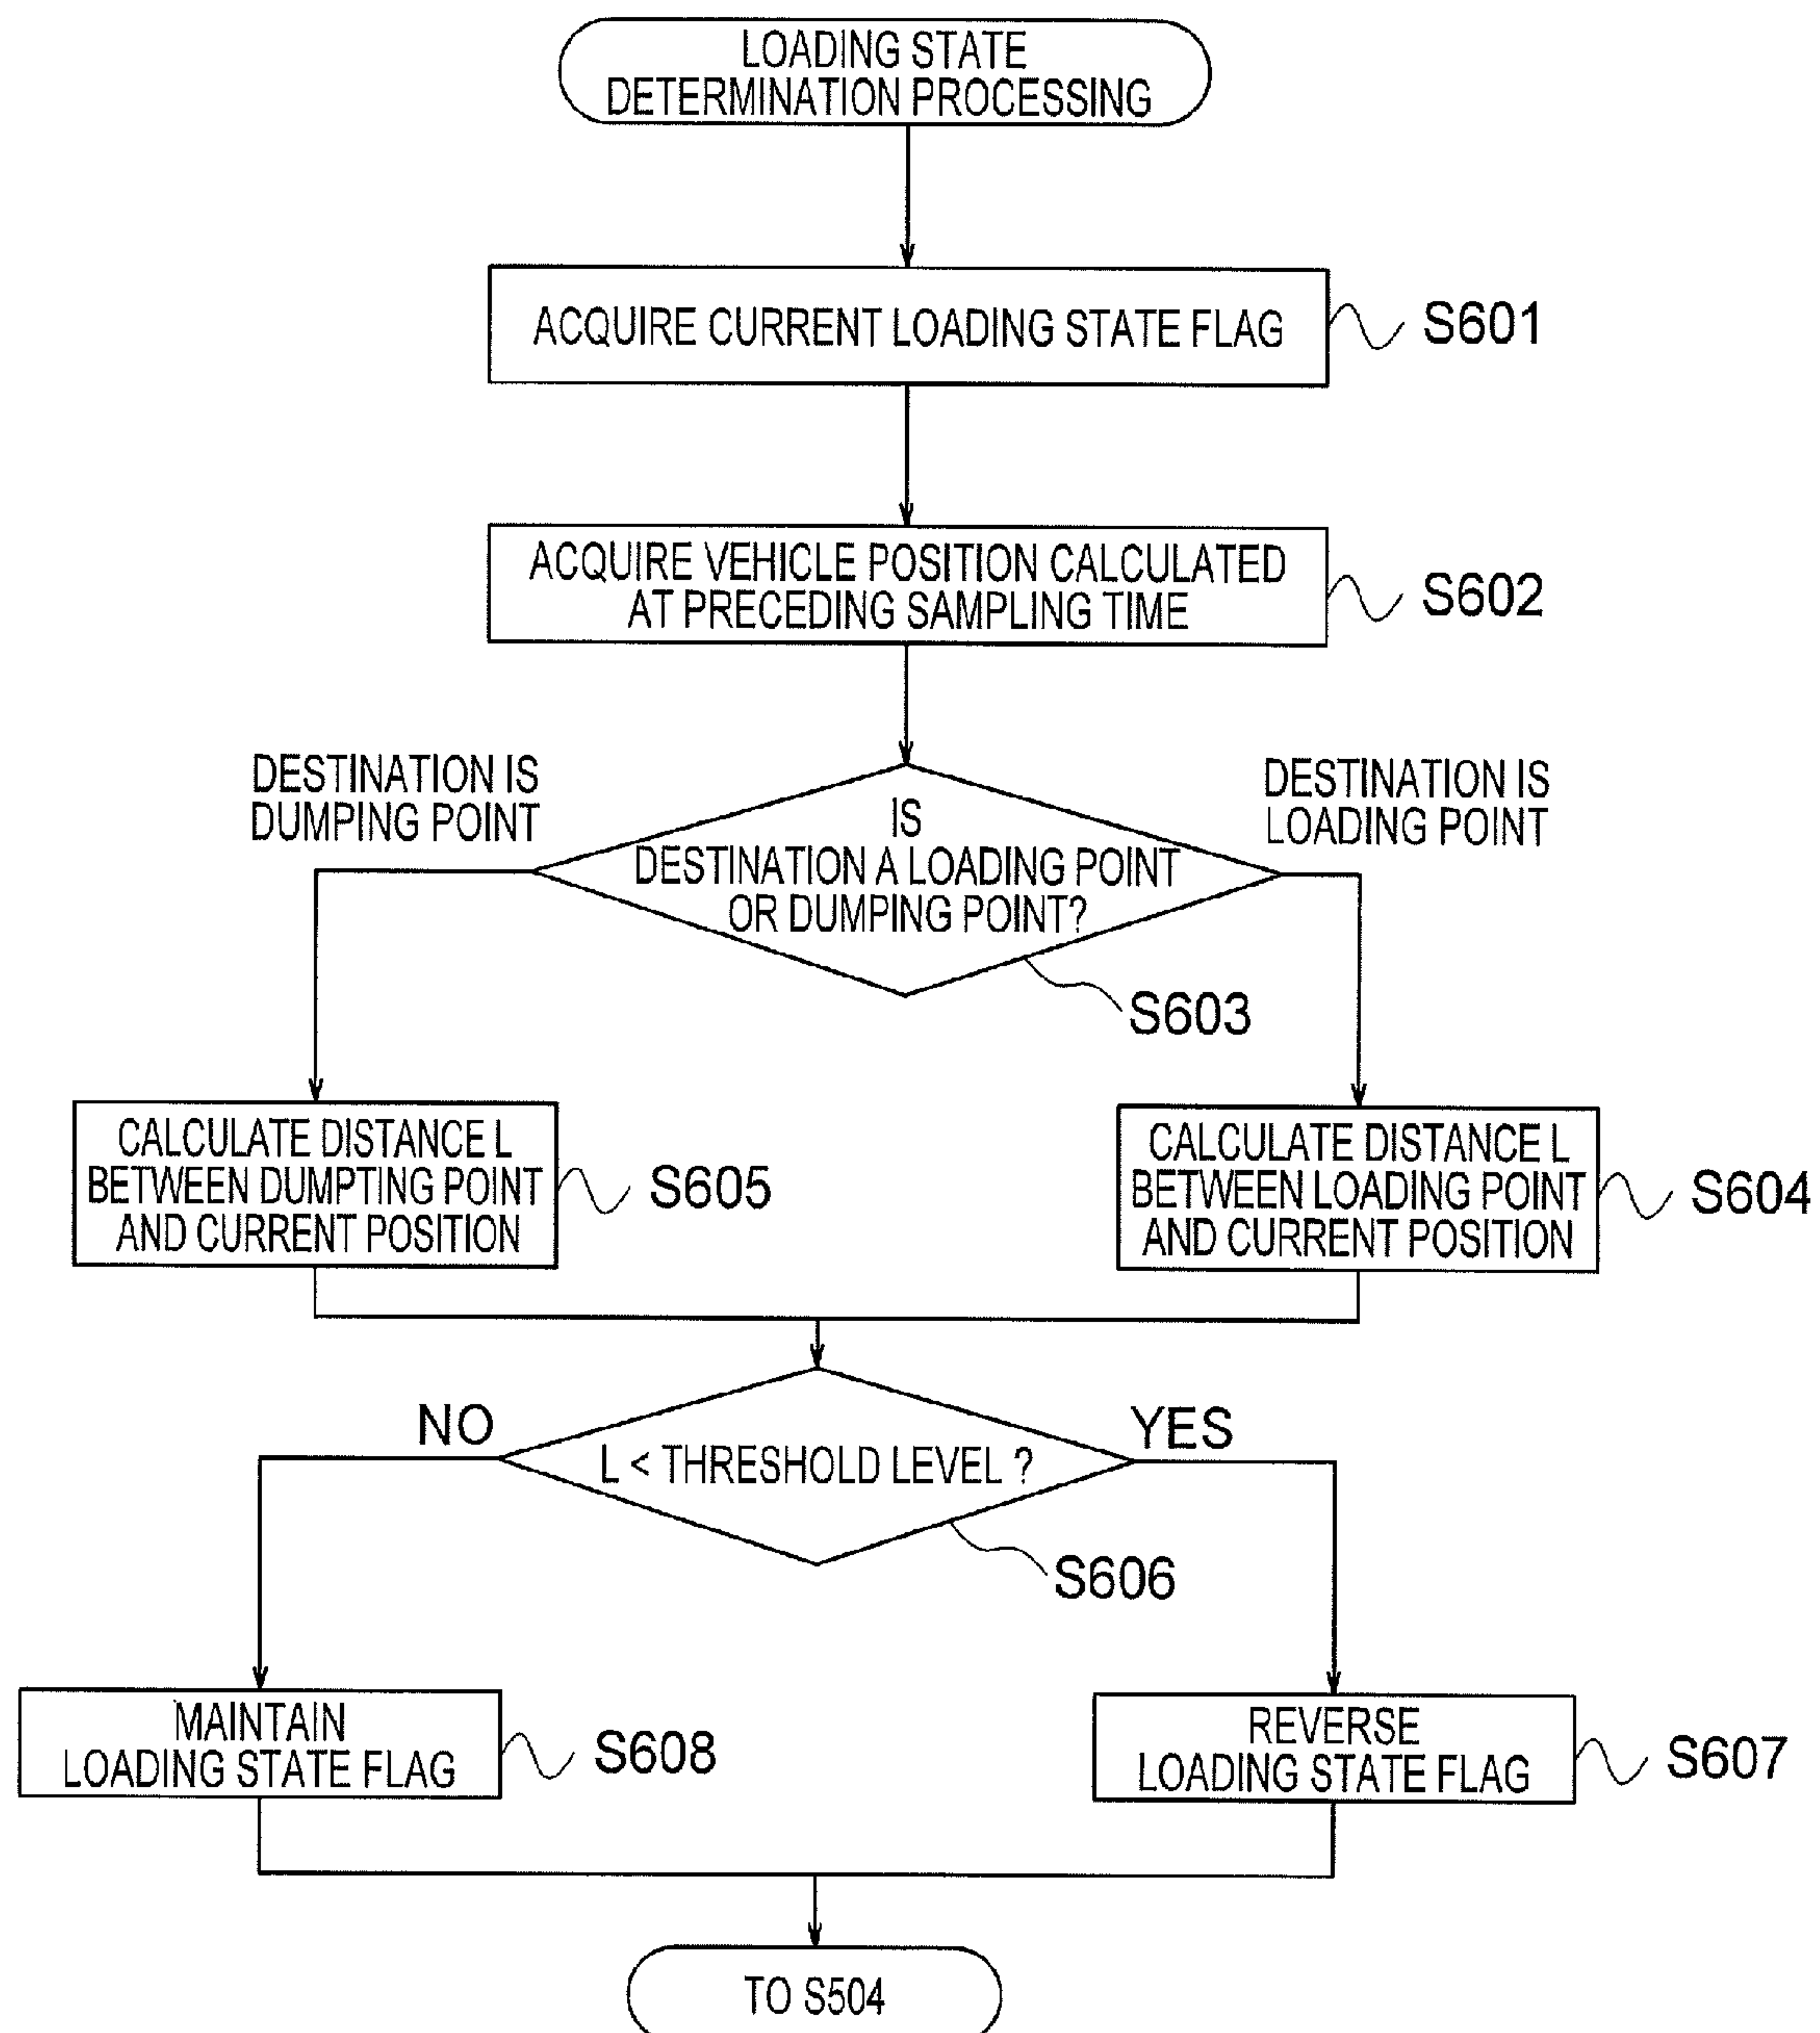 LOADING STATE
DETERMINATION PROCESSING
ACQUIRE CURRENT LOADING STATE FLAG
S601
ACQUIRE VEHICLE POSITION CALCULATED
AT PRECEDING SAMPLING TIME
S602
DESTINATION IS
DUMPING POINT
IS
DESTINATION A LOADING POINT
OR DUMPING POINT?
DESTINATION IS
LOADING POINT
S603
CALCULATE DISTANCE L
BETWEEN DUMPTING POINT
AND CURRENT POSITION
S605
CALCULATE DISTANCE L
BETWEEN LOADING POINT
AND CURRENT POSITION
S604
NO
L < THRESHOLD LEVEL ?
YES
S606
MAINTAIN
LOADING STATE FLAG
S608
REVERSE
LOADING STATE FLAG
S607
TO S504